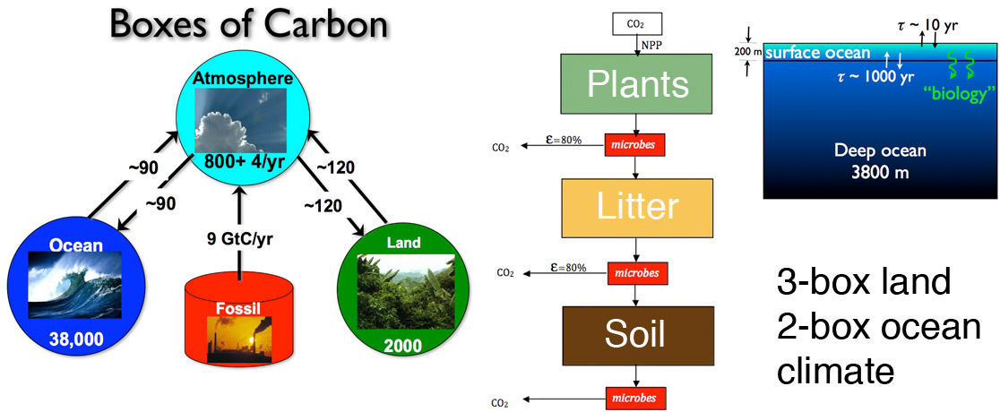 Boxes of Carbon
Atmosphere
800+ 4/yr
~90
~90
~120
~120
9 GtC/yr
Ocean
38,000
Fossil
Land
2000
CO₂
NPP
Plants
CO₂
ε=80%
microbes
Litter
CO₂
ε=80%
microbes
Soil
CO₂
microbes
τ ~ 10 yr
200 m
surface ocean
τ ~ 1000 yr
“biology”
Deep ocean
3800 m
3-box land
2-box ocean
climate